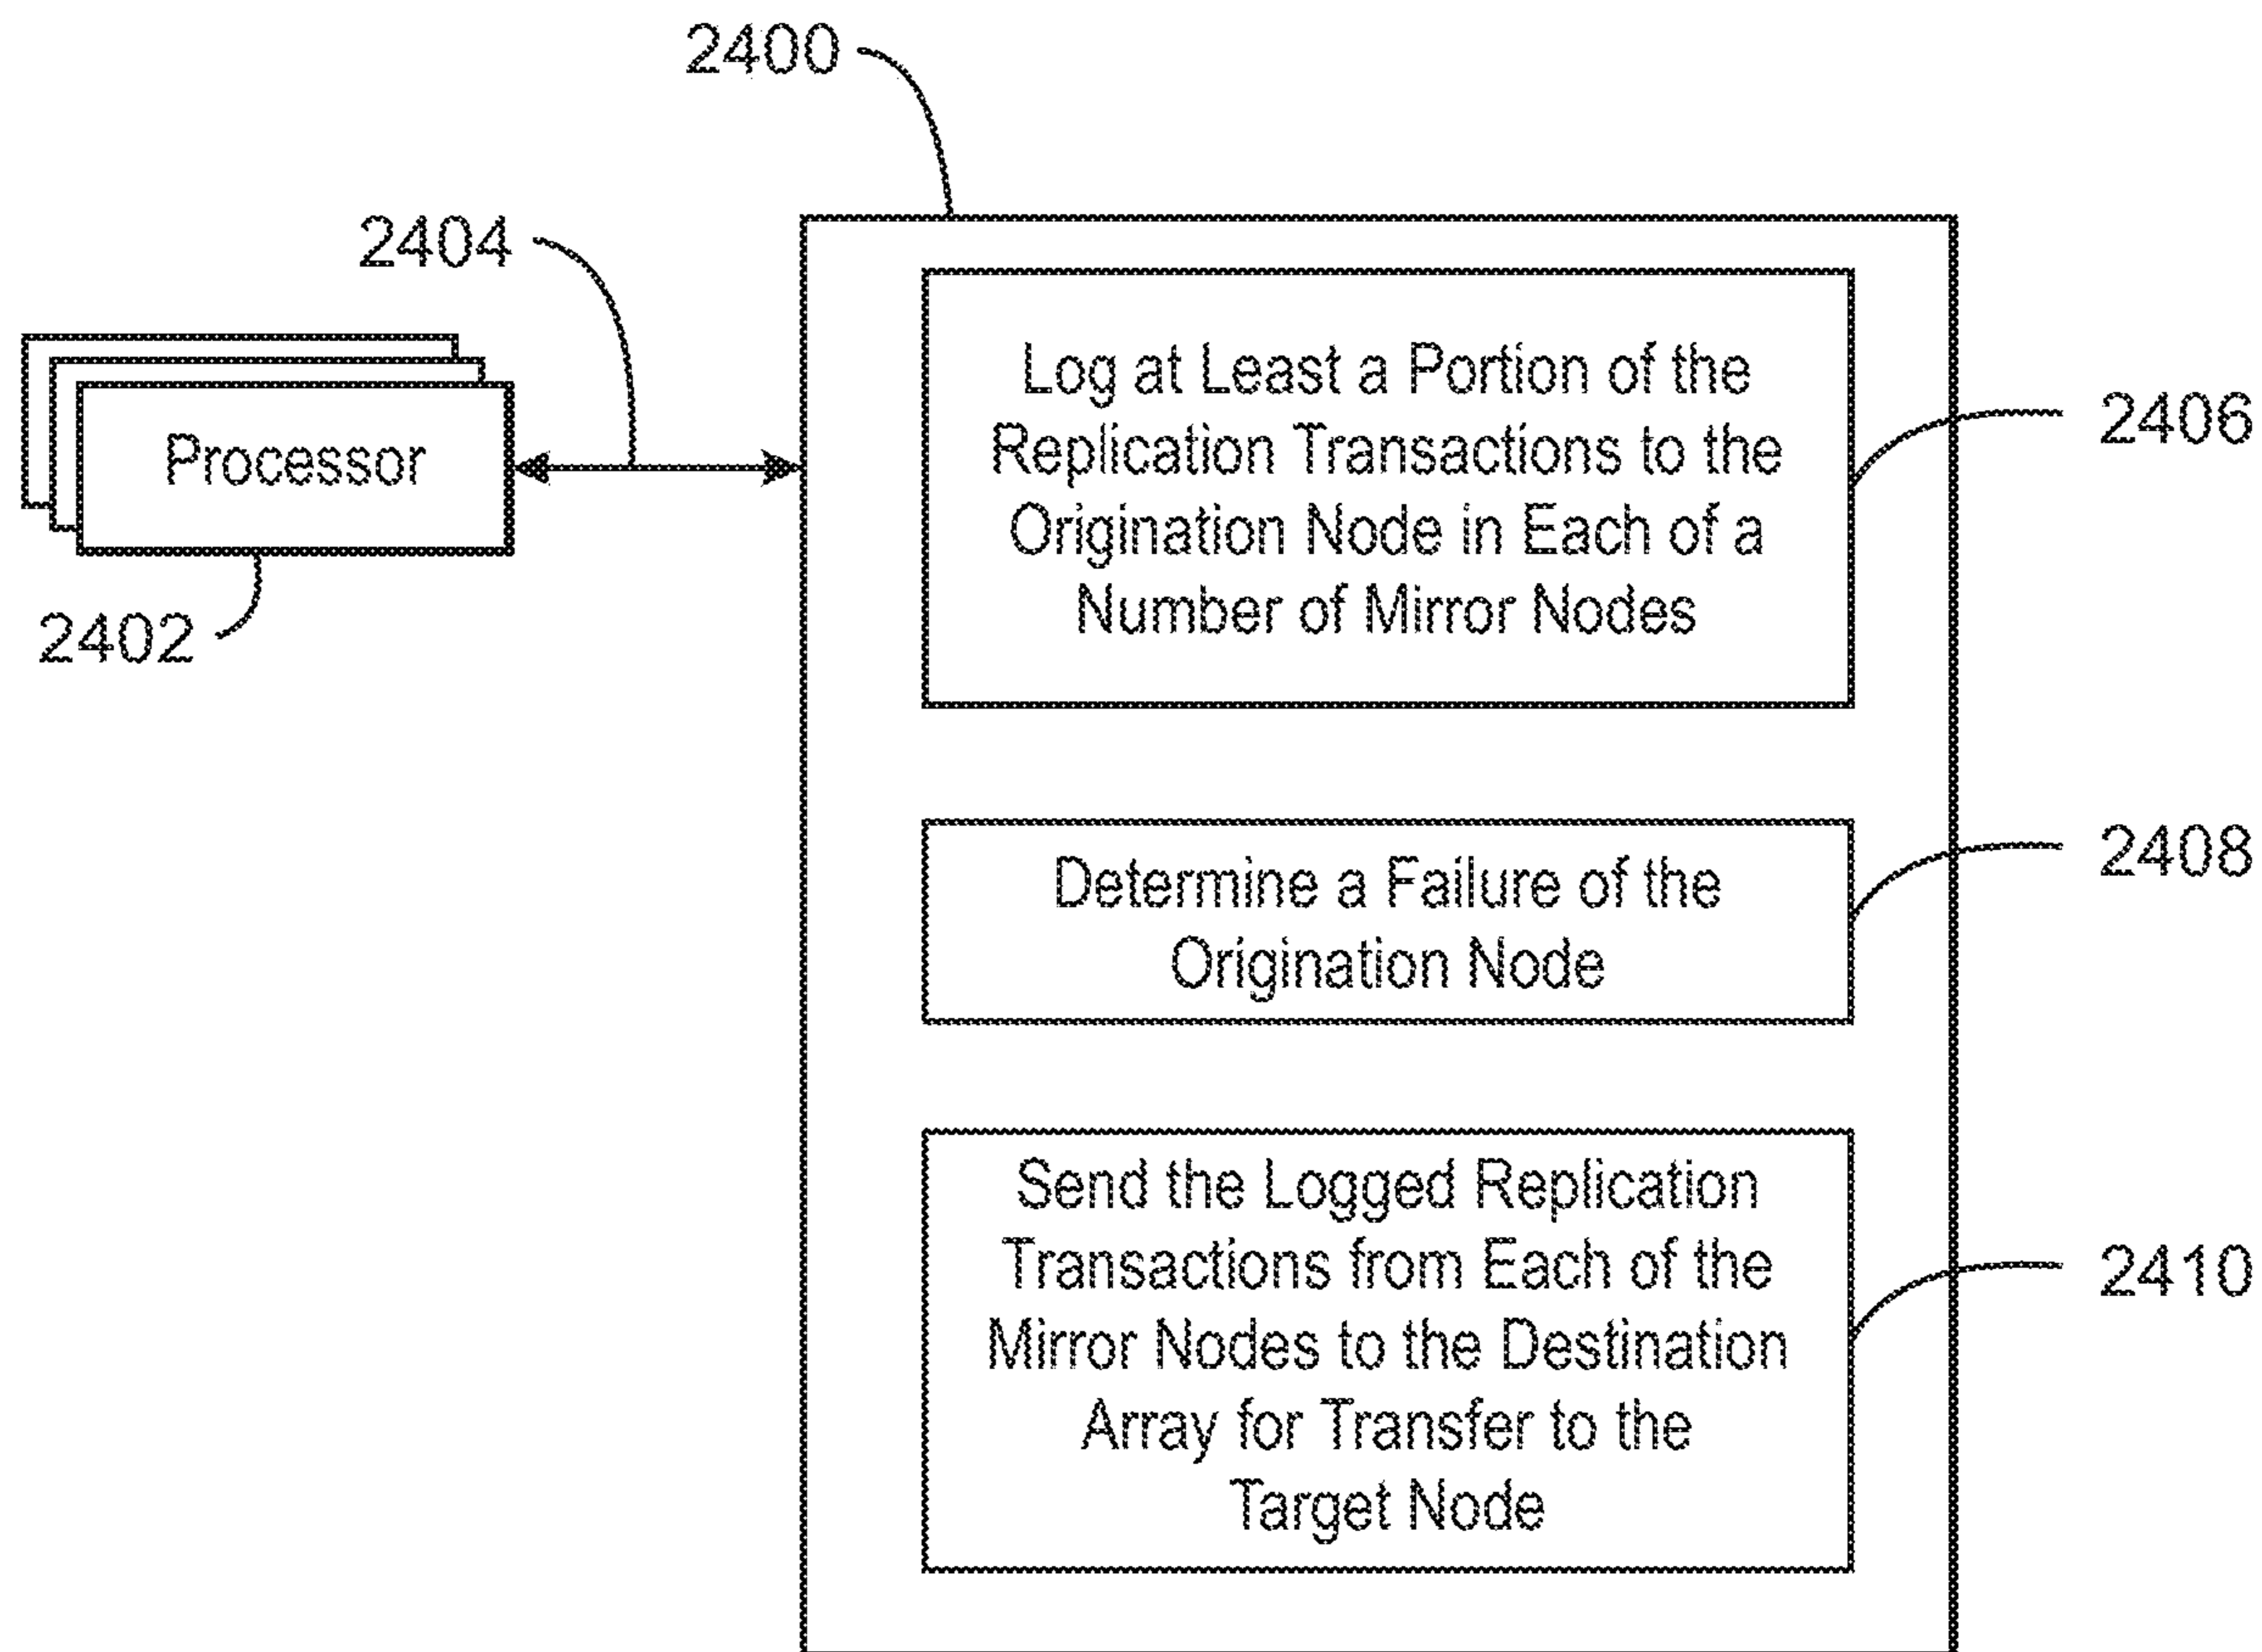 2400
2404
Processor
2402
Log at Least a Portion of the
Replication Transactions to the
Origination Node in Each of a
Number of Mirror Nodes
2406
Determine a Failure of the
Origination Node
2408
Send the Logged Replication
Transactions from Each of the
Mirror Nodes to the Destination
Array for Transfer to the
Target Node
2410